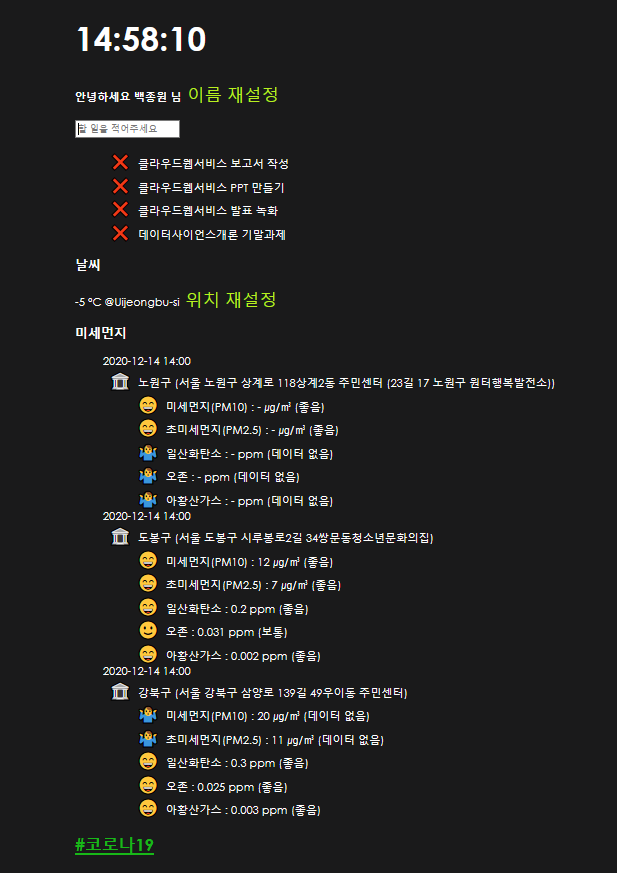 14:58:10
안녕하세요 백종원 님 이름 재설정
할 일을 적어주세요
클라우드웹서비스 보고서 작성
클라우드웹서비스 PPT 만들기
클라우드웹서비스 발표 녹화
데이터사이언스개론 기말과제
날씨
-5 °C @Uijeongbu-si 위치 재설정
미세먼지
2020-12-14 14:00
노원구 (서울 노원구 상계로 118상계2동 주민센터 (23길 17 노원구 원터행복발전소))
미세먼지(PM10) : - ㎍/㎥ (좋음)
초미세먼지(PM2.5) : - ㎍/㎥ (좋음)
일산화탄소 : - ppm (데이터 없음)
오존 : - ppm (데이터 없음)
아황산가스 : - ppm (데이터 없음)
2020-12-14 14:00
도봉구 (서울 도봉구 시루봉로2길 34쌍문동청소년문화의집)
미세먼지(PM10) : 12 ㎍/㎥ (좋음)
초미세먼지(PM2.5) : 7 ㎍/㎥ (좋음)
일산화탄소 : 0.2 ppm (좋음)
오존 : 0.031 ppm (보통)
아황산가스 : 0.002 ppm (좋음)
2020-12-14 14:00
강북구 (서울 강북구 삼양로 139길 49우이동 주민센터)
미세먼지(PM10) : 20 ㎍/㎥ (데이터 없음)
초미세먼지(PM2.5) : 11 ㎍/㎥ (데이터 없음)
일산화탄소 : 0.3 ppm (좋음)
오존 : 0.025 ppm (좋음)
아황산가스 : 0.003 ppm (좋음)
#코로나19